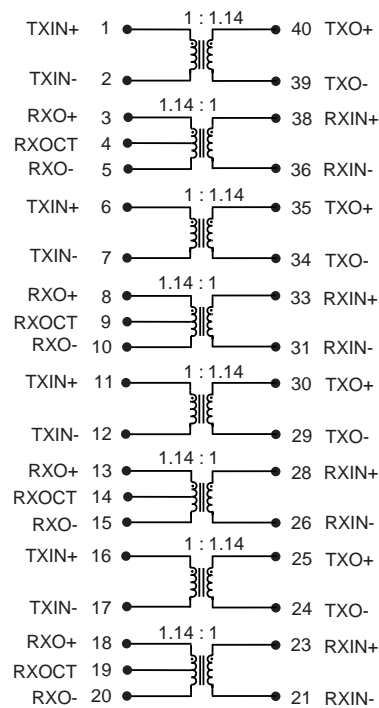 1 : 1.14
TXIN+ 1 40 TXO+
TXIN- 2 39 TXO-
1.14 : 1
RXO+ 3 38 RXIN+
RXOCT 4
RXO- 5 36 RXIN-
1 : 1.14
TXIN+ 6 35 TXO+
TXIN- 7 34 TXO-
1.14 : 1
RXO+ 8 33 RXIN+
RXOCT 9
RXO- 10 31 RXIN-
1 : 1.14
TXIN+ 11 30 TXO+
TXIN- 12 29 TXO-
1.14 : 1
RXO+ 13 28 RXIN+
RXOCT 14
RXO- 15 26 RXIN-
1 : 1.14
TXIN+ 16 25 TXO+
TXIN- 17 24 TXO-
1.14 : 1
RXO+ 18 23 RXIN+
RXOCT 19
RXO- 20 21 RXIN-